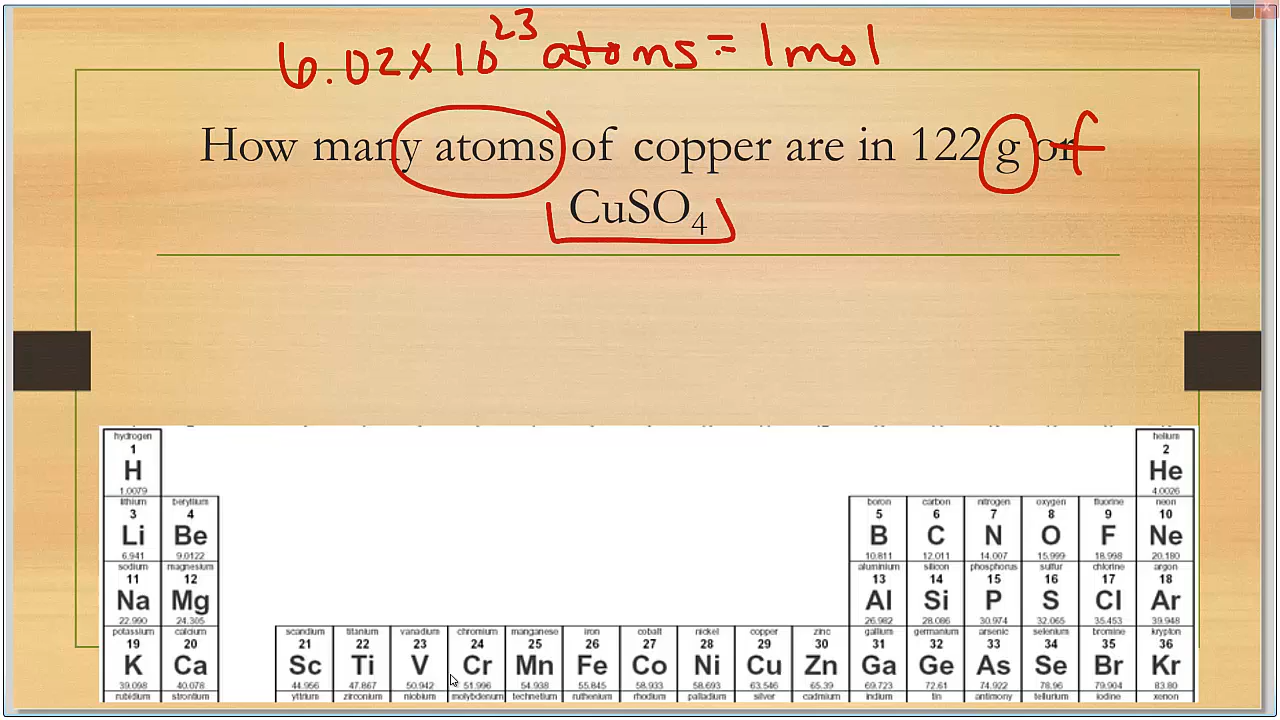 6.02×10²³ atoms = 1mol
How many atoms of copper are in 122 g of
CuSO₄
hydrogen helium
1 2
H He
1.0079 4.0026
lithium beryllium boron carbon nitrogen oxygen fluorine neon
3 4 5 6 7 8 9 10
Li Be B C N O F Ne
6.941 9.0122 10.811 12.011 14.007 15.999 18.998 20.180
sodium magnesium aluminium silicon phosphorus sulfur chlorine argon
11 12 13 14 15 16 17 18
Na Mg Al Si P S Cl Ar
22.990 24.305 26.982 28.086 30.974 32.065 35.453 39.948
potassium calcium scandium titanium vanadium chromium manganese iron cobalt nickel copper zinc gallium germanium arsenic selenium bromine krypton
19 20 21 22 23 24 25 26 27 28 29 30 31 32 33 34 35 36
K Ca Sc Ti V Cr Mn Fe Co Ni Cu Zn Ga Ge As Se Br Kr
39.098 40.078 44.956 47.867 50.942 51.996 54.938 55.845 58.933 58.693 63.546 65.39 69.723 72.61 74.922 78.96 79.904 83.80
rubidium strontium yttrium zirconium niobium molybdenum technetium ruthenium rhodium palladium silver cadmium indium tin antimony tellurium iodine xenon